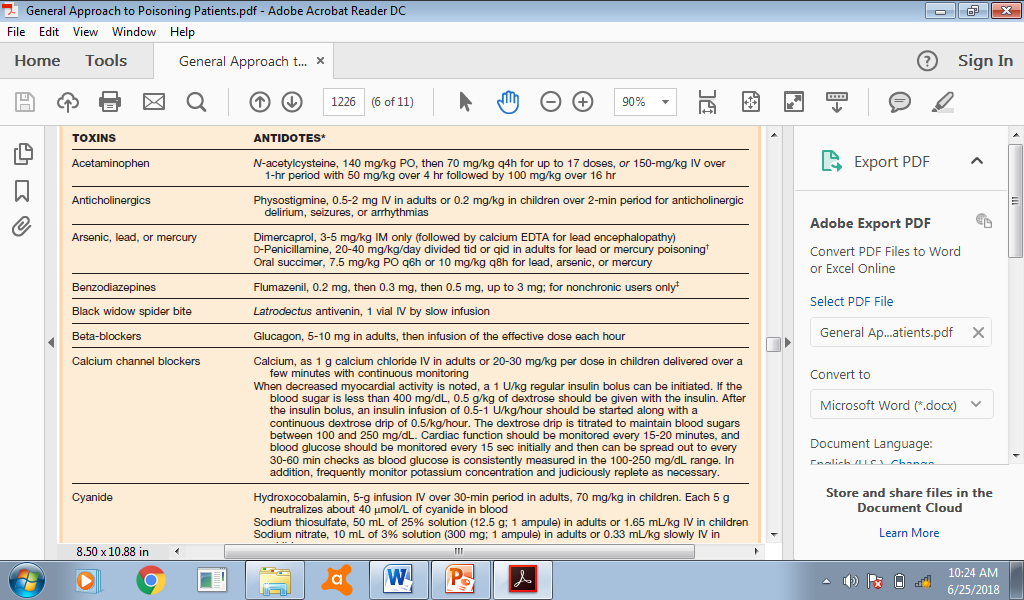 General Approach to Poisoning Patients.pdf - Adobe Acrobat Reader DC
File Edit View Window Help
Home Tools General Approach t... × ? Sign In
1226 (6 of 11) 90%
TOXINS ANTIDOTES*
Acetaminophen N-acetylcysteine, 140 mg/kg PO, then 70 mg/kg q4h for up to 17 doses, or 150-mg/kg IV over
1-hr period with 50 mg/kg over 4 hr followed by 100 mg/kg over 16 hr
Anticholinergics Physostigmine, 0.5-2 mg IV in adults or 0.2 mg/kg in children over 2-min period for anticholinergic
delirium, seizures, or arrhythmias
Arsenic, lead, or mercury Dimercaprol, 3-5 mg/kg IM only (followed by calcium EDTA for lead encephalopathy)
D-Penicillamine, 20-40 mg/kg/day divided tid or qid in adults for lead or mercury poisoning†
Oral succimer, 7.5 mg/kg PO q6h or 10 mg/kg q8h for lead, arsenic, or mercury
Benzodiazepines Flumazenil, 0.2 mg, then 0.3 mg, then 0.5 mg, up to 3 mg; for nonchronic users only‡
Black widow spider bite Latrodectus antivenin, 1 vial IV by slow infusion
Beta-blockers Glucagon, 5-10 mg in adults, then infusion of the effective dose each hour
Calcium channel blockers Calcium, as 1 g calcium chloride IV in adults or 20-30 mg/kg per dose in children delivered over a
few minutes with continuous monitoring
When decreased myocardial activity is noted, a 1 U/kg regular insulin bolus can be initiated. If the
blood sugar is less than 400 mg/dL, 0.5 g/kg of dextrose should be given with the insulin. After
the insulin bolus, an insulin infusion of 0.5-1 U/kg/hour should be started along with a
continuous dextrose drip of 0.5/kg/hour. The dextrose drip is titrated to maintain blood sugars
between 100 and 250 mg/dL. Cardiac function should be monitored every 15-20 minutes, and
blood glucose should be monitored every 15 sec initially and then can be spread out to every
30-60 min checks as blood glucose is consistently measured in the 100-250 mg/dL range. In
addition, frequently monitor potassium concentration and judiciously replete as necessary.
Cyanide Hydroxocobalamin, 5-g infusion IV over 30-min period in adults, 70 mg/kg in children. Each 5 g
neutralizes about 40 μmol/L of cyanide in blood
Sodium thiosulfate, 50 mL of 25% solution (12.5 g; 1 ampule) in adults or 1.65 mL/kg IV in children
Sodium nitrate, 10 mL of 3% solution (300 mg; 1 ampule) in adults or 0.33 mL/kg slowly IV in
8.50 x 10.88 in
Export PDF
Adobe Export PDF
Convert PDF Files to Word
or Excel Online
Select PDF File
General Ap...atients.pdf
Convert to
Microsoft Word (*.docx)
Document Language:
English (U.S.) Change
Store and share files in the
Document Cloud
Learn More
10:24 AM
6/25/2018